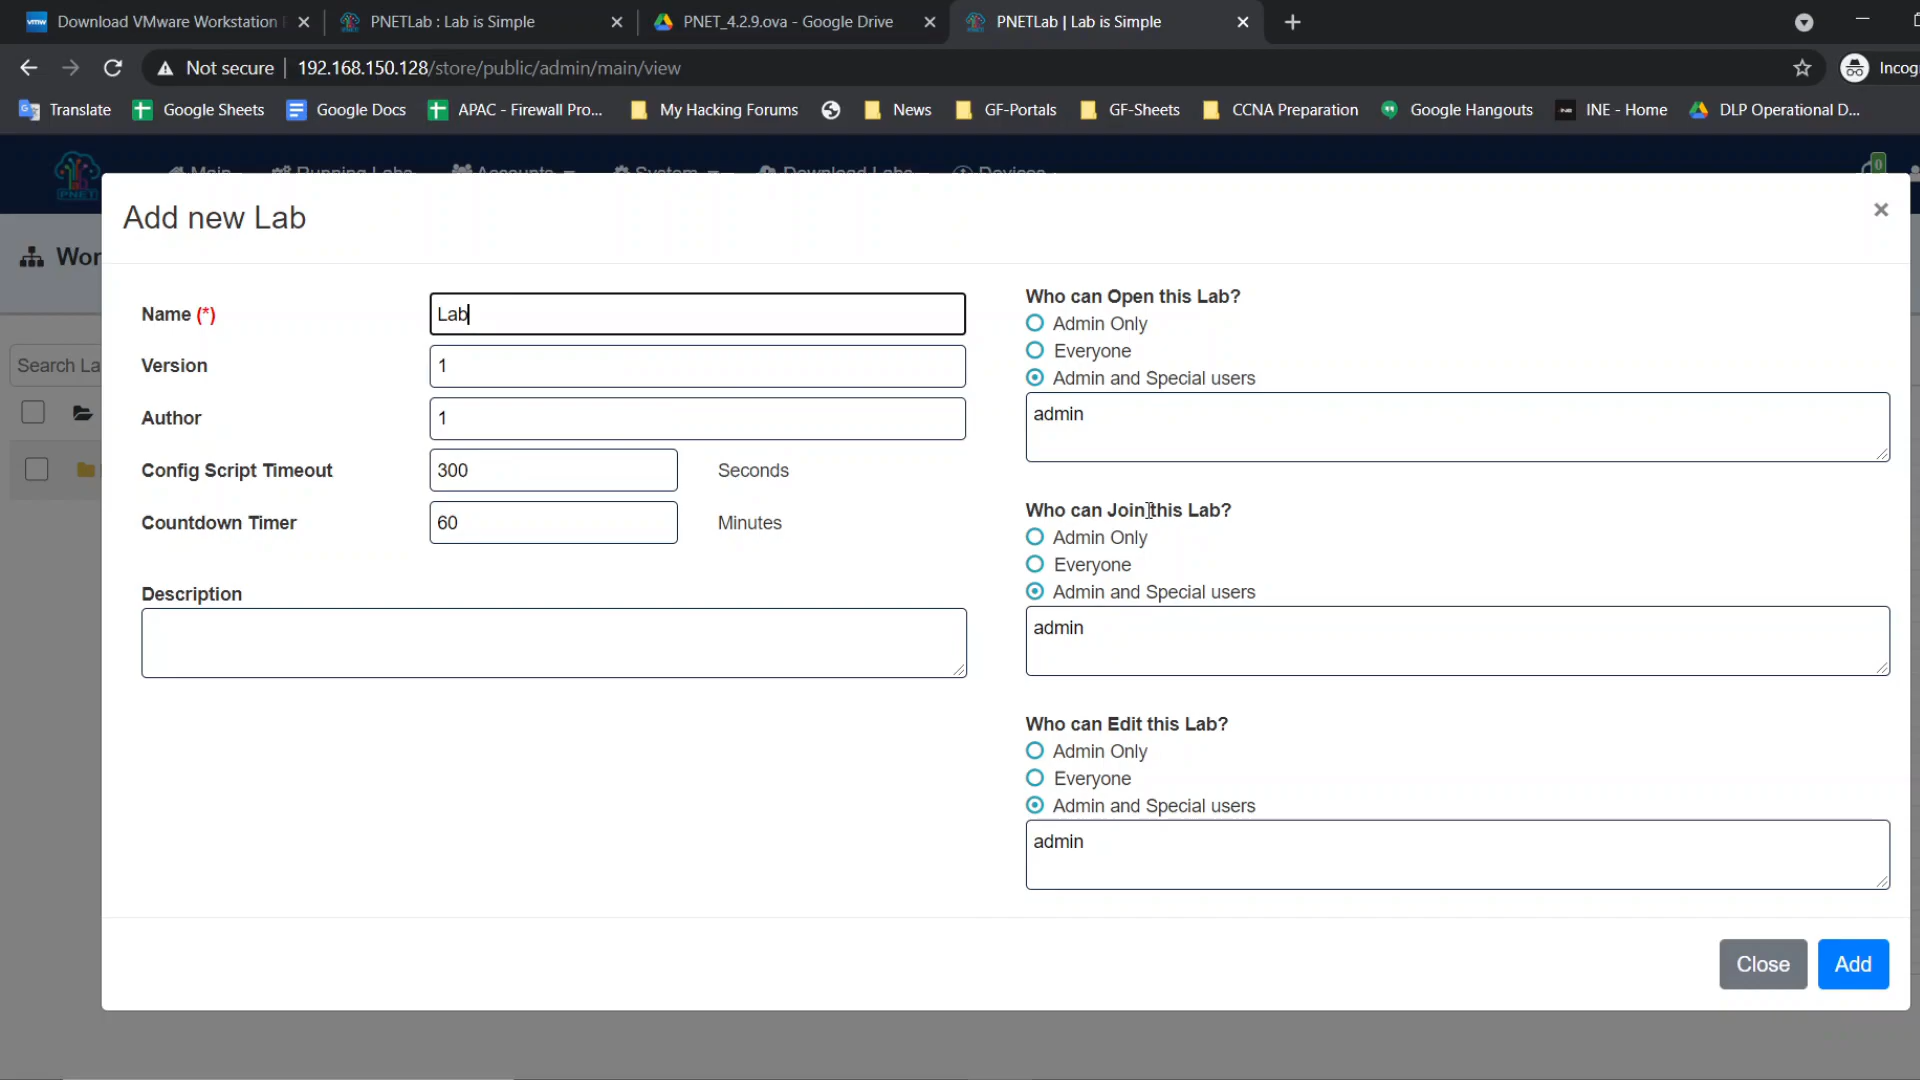 Download VMware Workstation
PNETLab : Lab is Simple
PNET_4.2.9.ova - Google Drive
PNETLab | Lab is Simple
Not secure
192.168.150.128/store/public/admin/main/view
Translate
Google Sheets
Google Docs
APAC - Firewall Pro...
My Hacking Forums
News
GF-Portals
GF-Sheets
CCNA Preparation
Google Hangouts
INE - Home
DLP Operational D...
Main
Running Labs
Accounts
System
Download Labs
Devices
0
PNET
Add new Lab
Name (*)
Lab
Version
1
Author
1
Config Script Timeout
300
Seconds
Countdown Timer
60
Minutes
Description
Who can Open this Lab?
Admin Only
Everyone
Admin and Special users
admin
Who can Join this Lab?
Admin Only
Everyone
Admin and Special users
admin
Who can Edit this Lab?
Admin Only
Everyone
Admin and Special users
admin
Close
Add